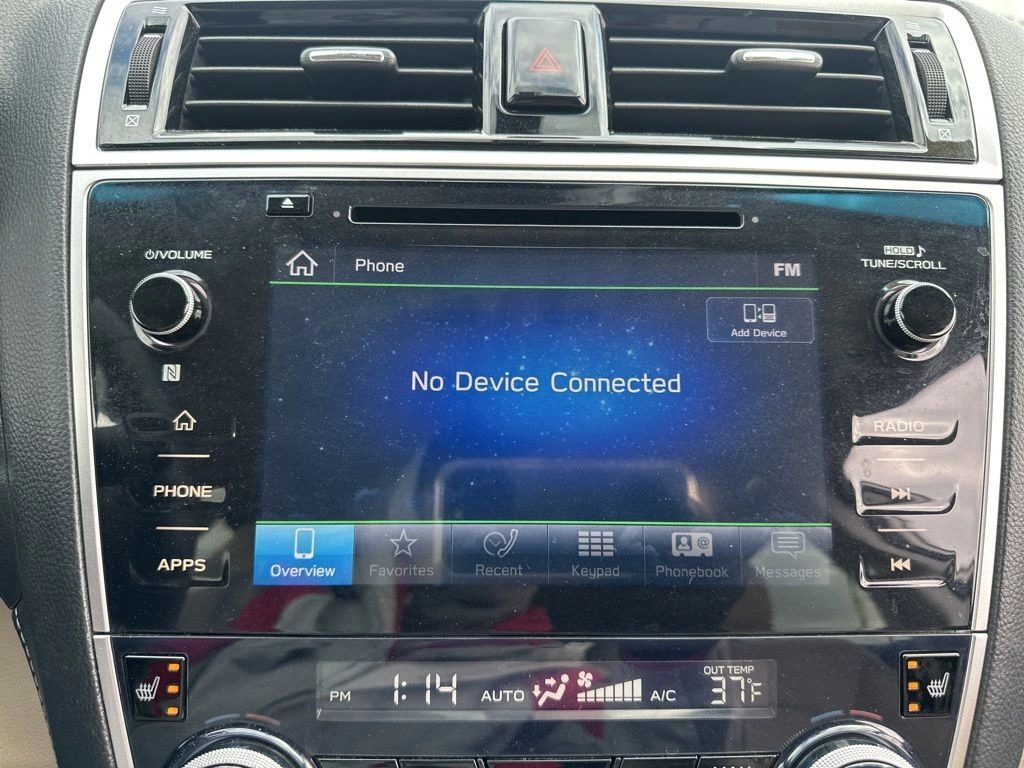 ⏻/VOLUME
HOLD ♪
TUNE/SCROLL
Phone
FM
Add Device
No Device Connected
N
RADIO
PHONE
APPS
Overview
Favorites
Recent
Keypad
Phonebook
Messages
OUT TEMP
PM 1:14 AUTO A/C 37°F